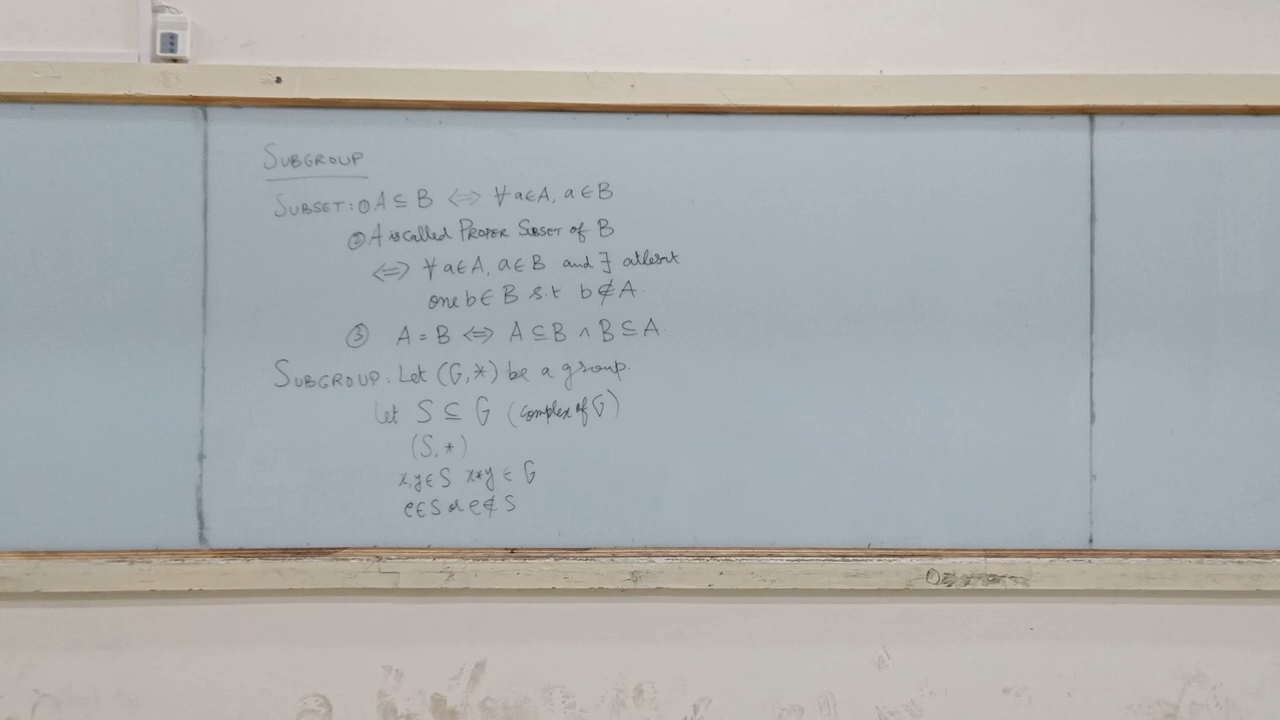 SUBGROUP
SUBSET: ① A ⊆ B ⇔ ∀ a∈A, a∈B
② A is called PROPER SUBSET of B
⇔ ∀ a∈A, a∈B and ∃ atleast
one b∈B s.t b∉A
③ A = B ⇔ A ⊆ B ∧ B ⊆ A.
SUBGROUP: Let (G, *) be a group.
Let S ⊆ G (complex of G)
(S, *)
x,y∈S x*y ∈ G
e∈S or e∉S